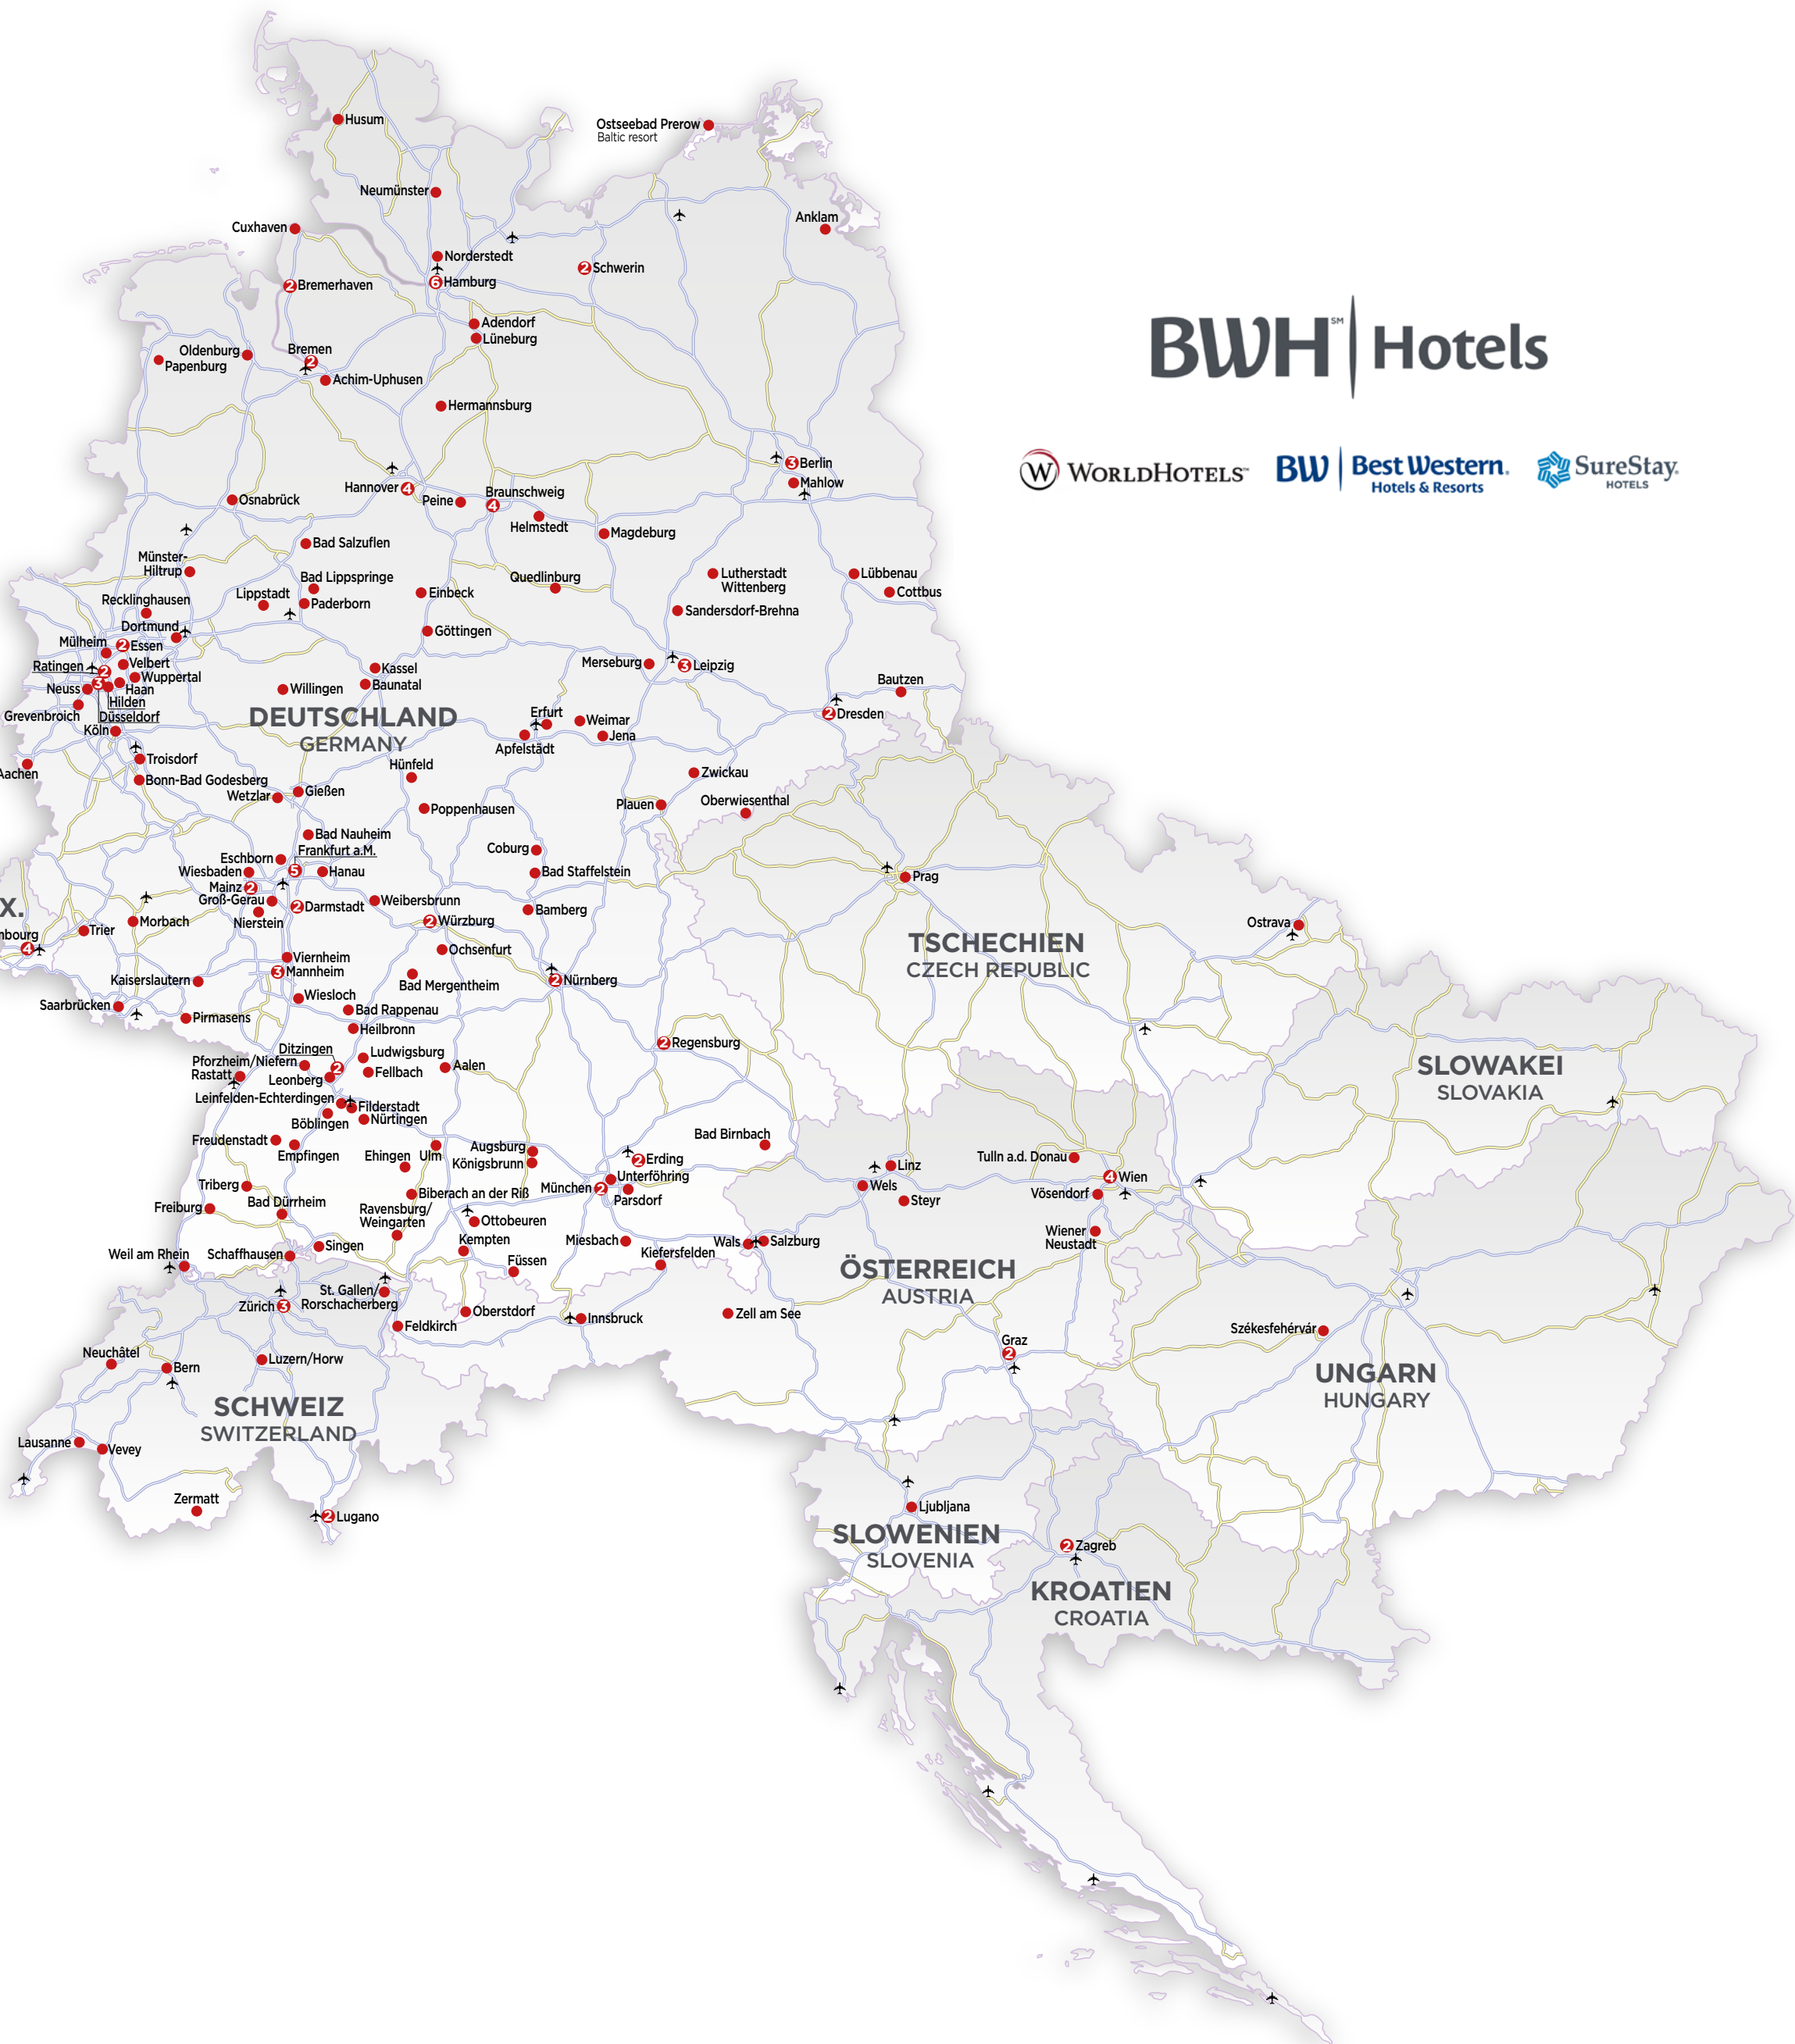 Husum
Ostseebad Prerow
Baltic resort
Neumünster
Anklam
Cuxhaven
Norderstedt
2 Schwerin
6 Hamburg
2 Bremerhaven
Adendorf
Lüneburg
BWH℠ Hotels
Bremen
2
Oldenburg
Papenburg
Achim-Uphusen
Hermannsburg
3 Berlin
Mahlow
WORLDHOTELS™
BW Best Western®
Hotels & Resorts
SureStay®
HOTELS
Hannover 4
Peine
Braunschweig
4
Osnabrück
Helmstedt
Magdeburg
Bad Salzuflen
Münster-
Hiltrup
Bad Lippspringe
Quedlinburg
Lutherstadt
Wittenberg
Lübbenau
Cottbus
Einbeck
Lippstadt
Paderborn
Recklinghausen
Sandersdorf-Brehna
Dortmund
Göttingen
Mülheim
2 Essen
Ratingen 2
Velbert
Kassel
Merseburg
3 Leipzig
Wuppertal
Baunatal
Bautzen
Neuss
3
Haan
Willingen
Hilden
Grevenbroich
Düsseldorf
DEUTSCHLAND
GERMANY
Erfurt
Weimar
2 Dresden
Köln
Apfelstädt
Jena
Troisdorf
Aachen
Hünfeld
Zwickau
Bonn-Bad Godesberg
Wetzlar
Gießen
Poppenhausen
Plauen
Oberwiesenthal
Bad Nauheim
Frankfurt a.M.
5
Eschborn
Coburg
Wiesbaden
Hanau
Bad Staffelstein
Prag
Mainz 2
Groß-Gerau
2 Darmstadt
Weibersbrunn
Bamberg
X.
Nierstein
2 Würzburg
Morbach
Trier
mbourg
4
Ostrava
TSCHECHIEN
CZECH REPUBLIC
Ochsenfurt
Viernheim
3 Mannheim
Kaiserslautern
Bad Mergentheim
2 Nürnberg
Wiesloch
Saarbrücken
Bad Rappenau
Pirmasens
Heilbronn
2 Regensburg
Ditzingen
2
Ludwigsburg
Pforzheim/Niefern
Fellbach
Aalen
Rastatt
Leonberg
SLOWAKEI
SLOVAKIA
Leinfelden-Echterdingen
Filderstadt
Böblingen
Nürtingen
Freudenstadt
Empfingen
Ehingen
Ulm
Augsburg
Königsbrunn
2 Erding
Bad Birnbach
Linz
Tulln a.d. Donau
Unterföhring
München 2
Parsdorf
Wels
Steyr
4 Wien
Vösendorf
Triberg
Biberach an der Riß
Freiburg
Bad Dürrheim
Ravensburg/
Weingarten
Ottobeuren
Wiener
Neustadt
Miesbach
Wals
Salzburg
Weil am Rhein
Schaffhausen
Singen
Kempten
Füssen
Kiefersfelden
ÖSTERREICH
AUSTRIA
St. Gallen/
Rorschacherberg
Zürich 3
Oberstdorf
Innsbruck
Zell am See
Feldkirch
Székesfehérvár
Graz
2
Neuchâtel
Bern
Luzern/Horw
UNGARN
HUNGARY
SCHWEIZ
SWITZERLAND
Lausanne
Vevey
Zermatt
2 Lugano
Ljubljana
SLOWENIEN
SLOVENIA
2 Zagreb
KROATIEN
CROATIA